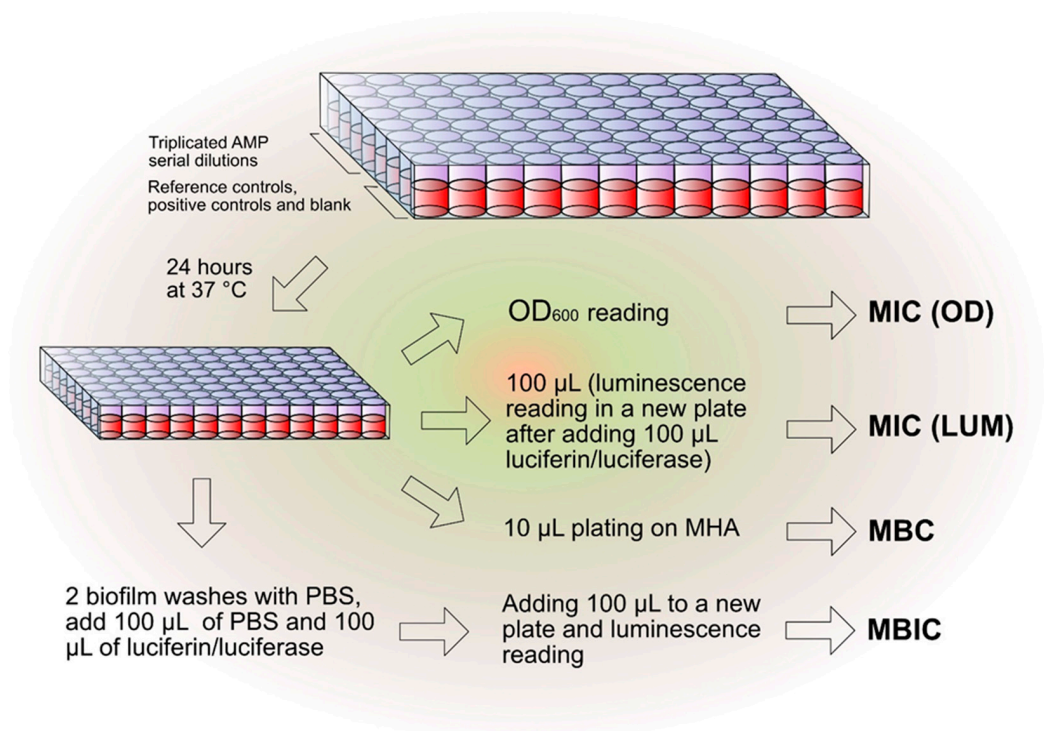 Triplicated AMP
serial dilutions
Reference controls,
positive controls and blank
24 hours
at 37 °C
OD₆₀₀ reading
MIC (OD)
100 µL (luminescence
reading in a new plate
after adding 100 µL
luciferin/luciferase)
MIC (LUM)
10 µL plating on MHA
MBC
2 biofilm washes with PBS,
add 100 µL of PBS and 100
µL of luciferin/luciferase
Adding 100 µL to a new
plate and luminescence
reading
MBIC